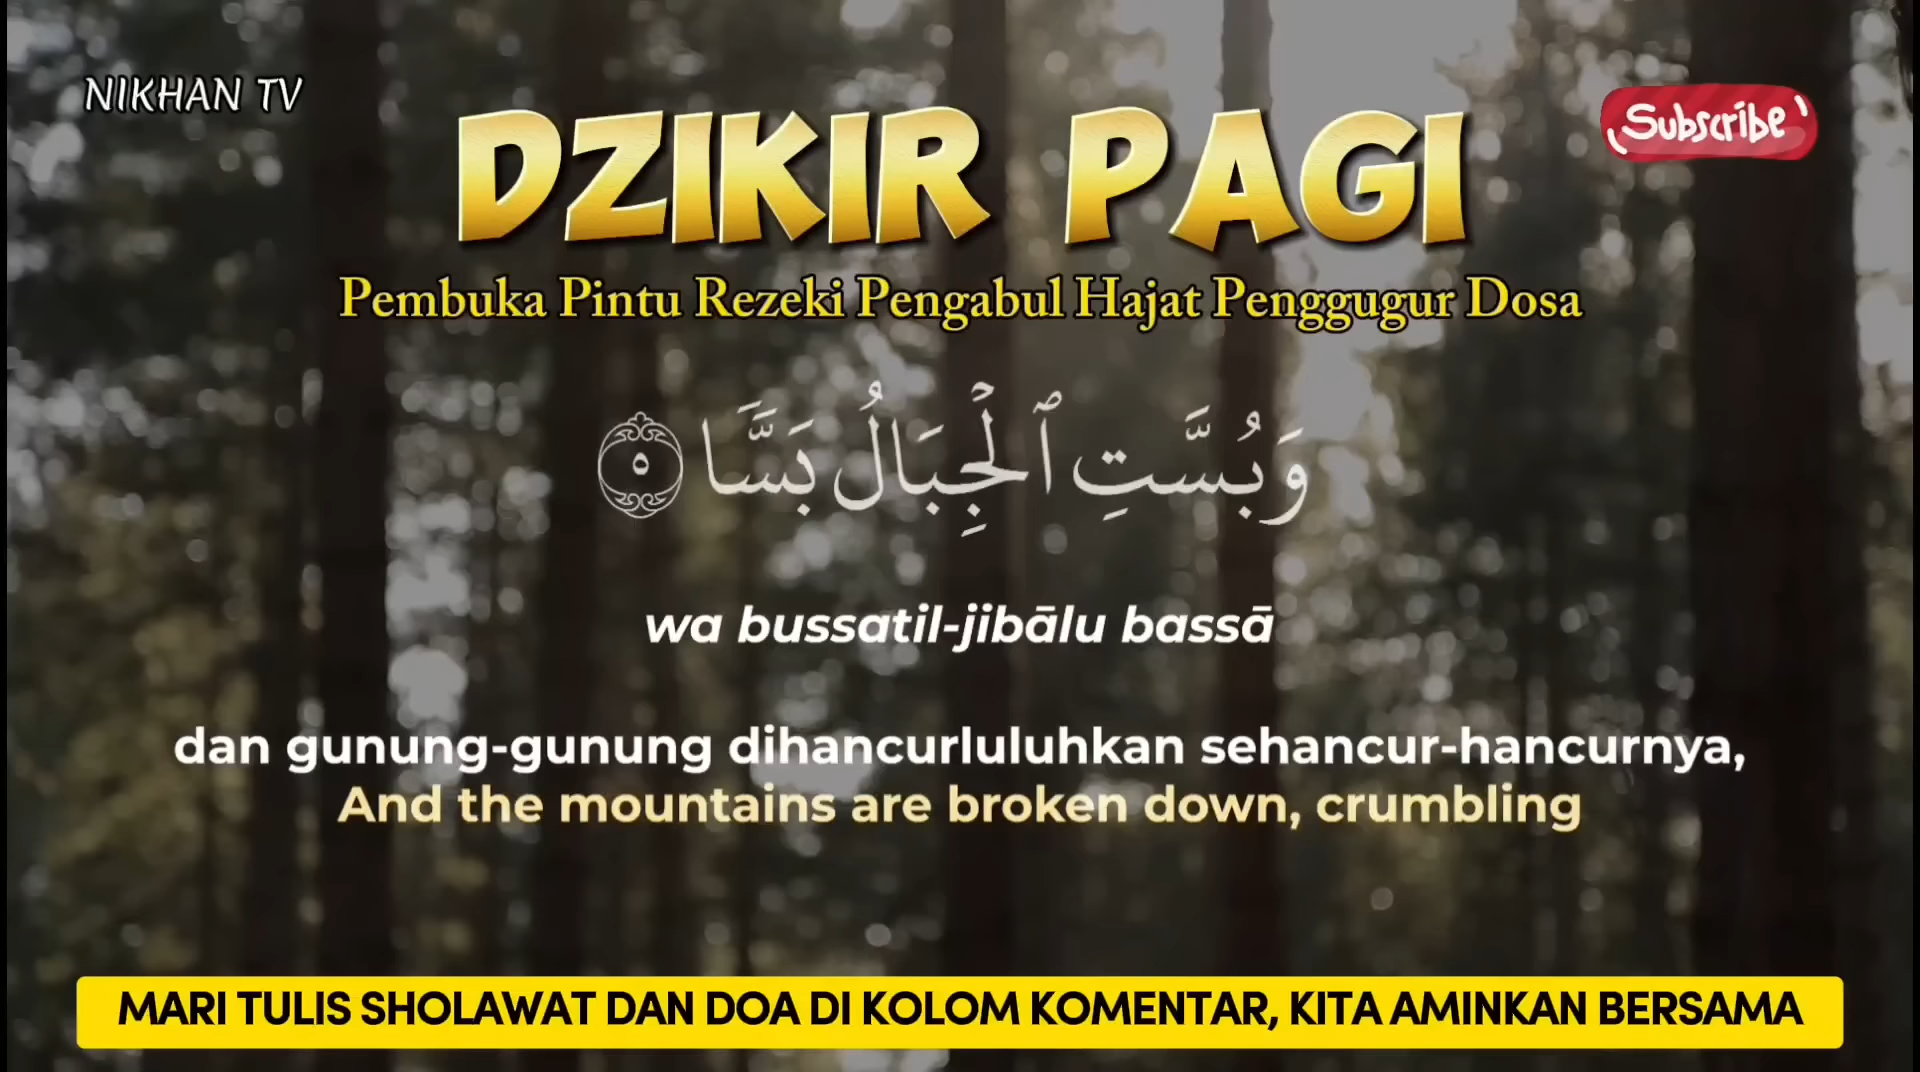 NIKHAN TV
Subscribe
DZIKIR PAGI
Pembuka Pintu Rezeki Pengabul Hajat Penggugur Dosa
وَبُسَّتِ ٱلْجِبَالُ بَسًّا ٥
wa bussatil-jibālu bassā
dan gunung-gunung dihancurluluhkan sehancur-hancurnya,
And the mountains are broken down, crumbling
MARI TULIS SHOLAWAT DAN DOA DI KOLOM KOMENTAR, KITA AMINKAN BERSAMA